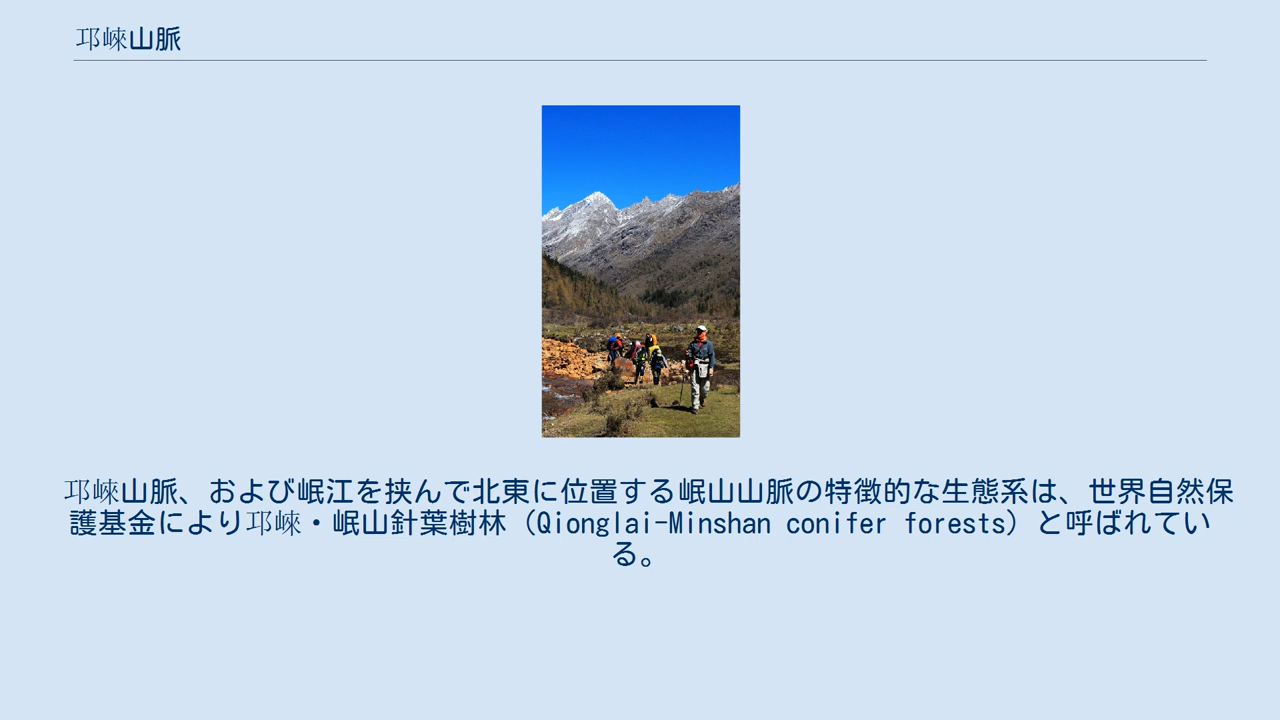 邛崍山脈
邛崍山脈、および岷江を挟んで北東に位置する岷山山脈の特徴的な生態系は、世界自然保
護基金により邛崍・岷山針葉樹林（Qionglai-Minshan conifer forests）と呼ばれてい
る。